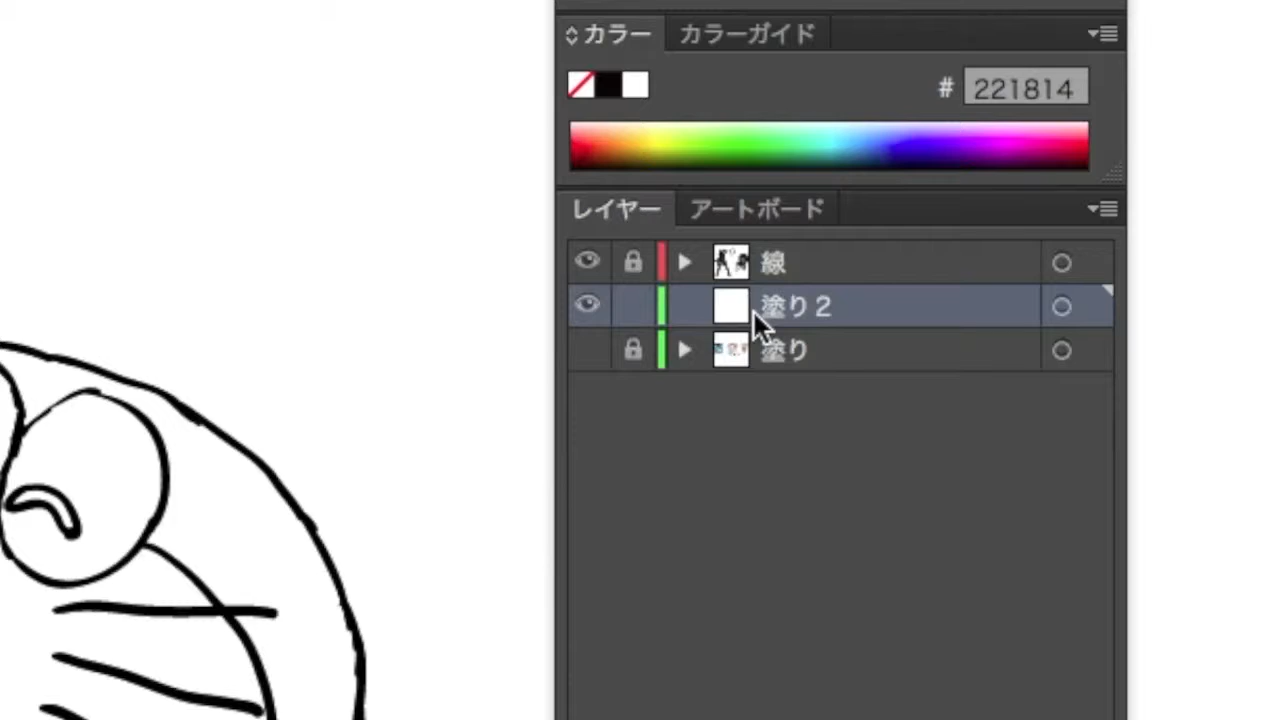 カラー カラーガイド
# 221814
レイヤー アートボード
線
塗り2
塗り